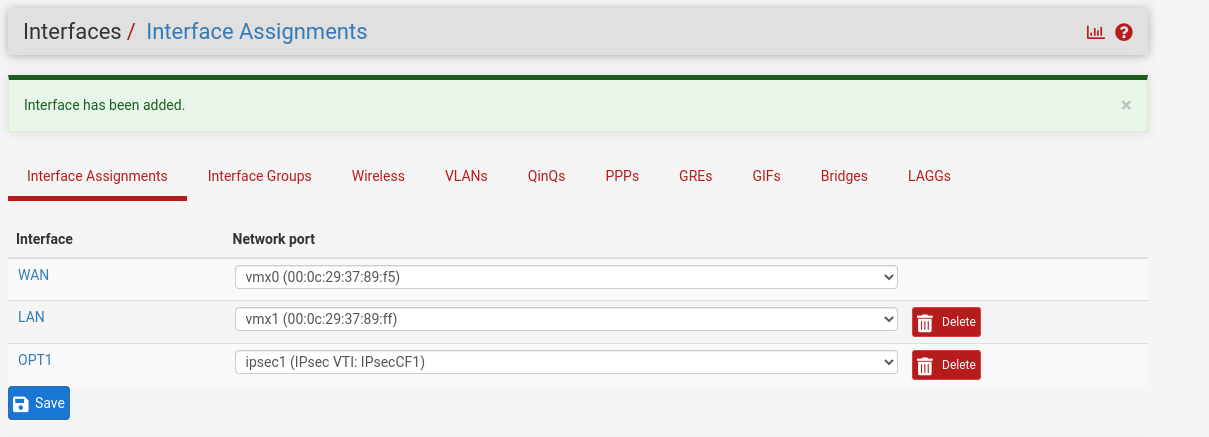 Interfaces / Interface Assignments
Interface has been added.
×
Interface Assignments Interface Groups Wireless VLANs QinQs PPPs GREs GIFs Bridges LAGGs
Interface Network port
WAN vmx0 (00:0c:29:37:89:f5)
LAN vmx1 (00:0c:29:37:89:ff) Delete
OPT1 ipsec1 (IPsec VTI: IPsecCF1) Delete
Save